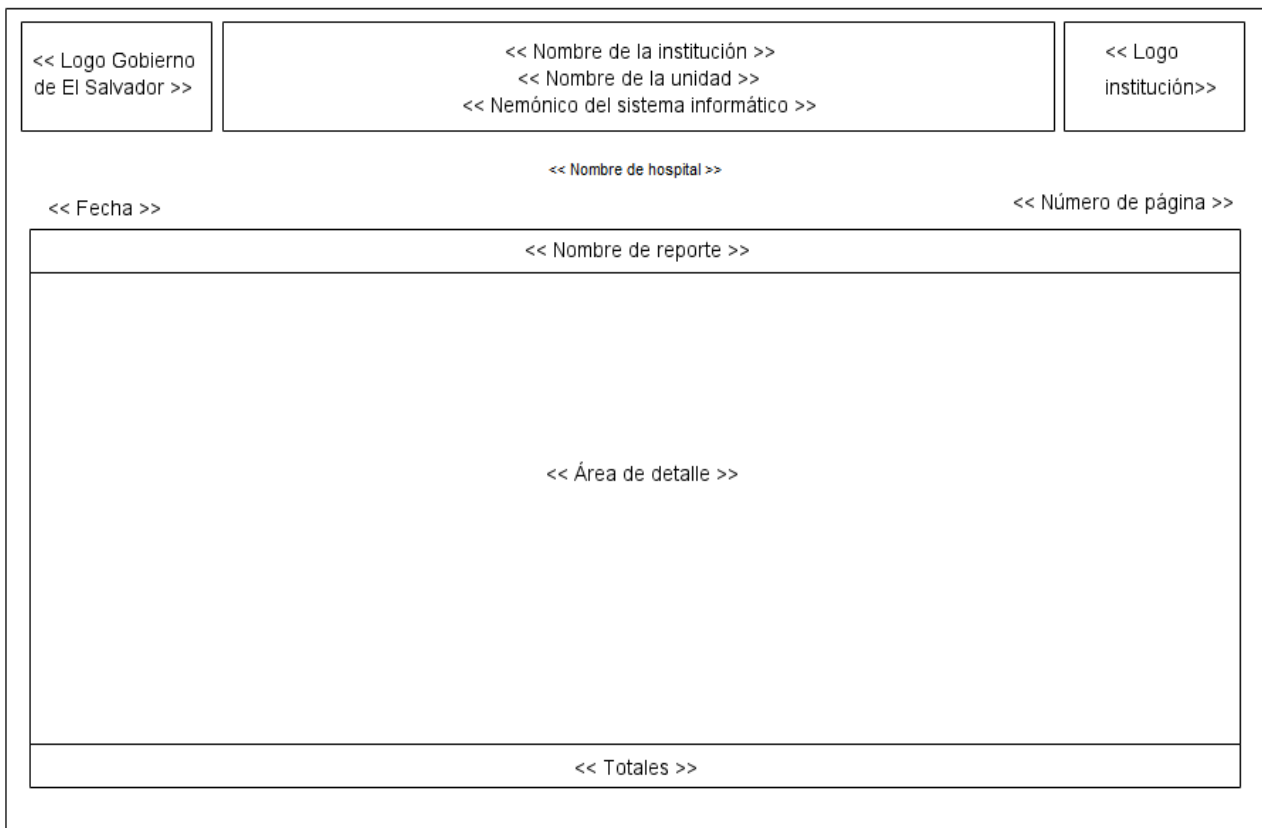 << Logo Gobierno
de El Salvador >>
<< Nombre de la institución >>
<< Nombre de la unidad >>
<< Nemónico del sistema informático >>
<< Logo
institución>>
<< Nombre de hospital >>
<< Fecha >>
<< Número de página >>
<< Nombre de reporte >>
<< Área de detalle >>
<< Totales >>